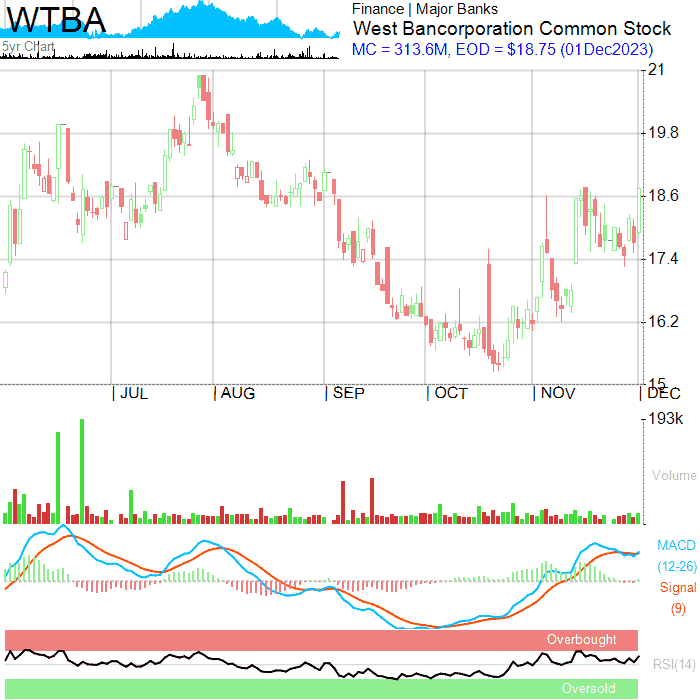 WTBA
5yr Chart
Finance | Major Banks
West Bancorporation Common Stock
MC = 313.6M, EOD = $18.75 (01Dec2023)
21
19.8
18.6
17.4
16.2
15
JUL AUG SEP OCT NOV DEC
193k
Volume
MACD
(12-26)
Signal
(9)
Overbought
RSI(14)
Oversold